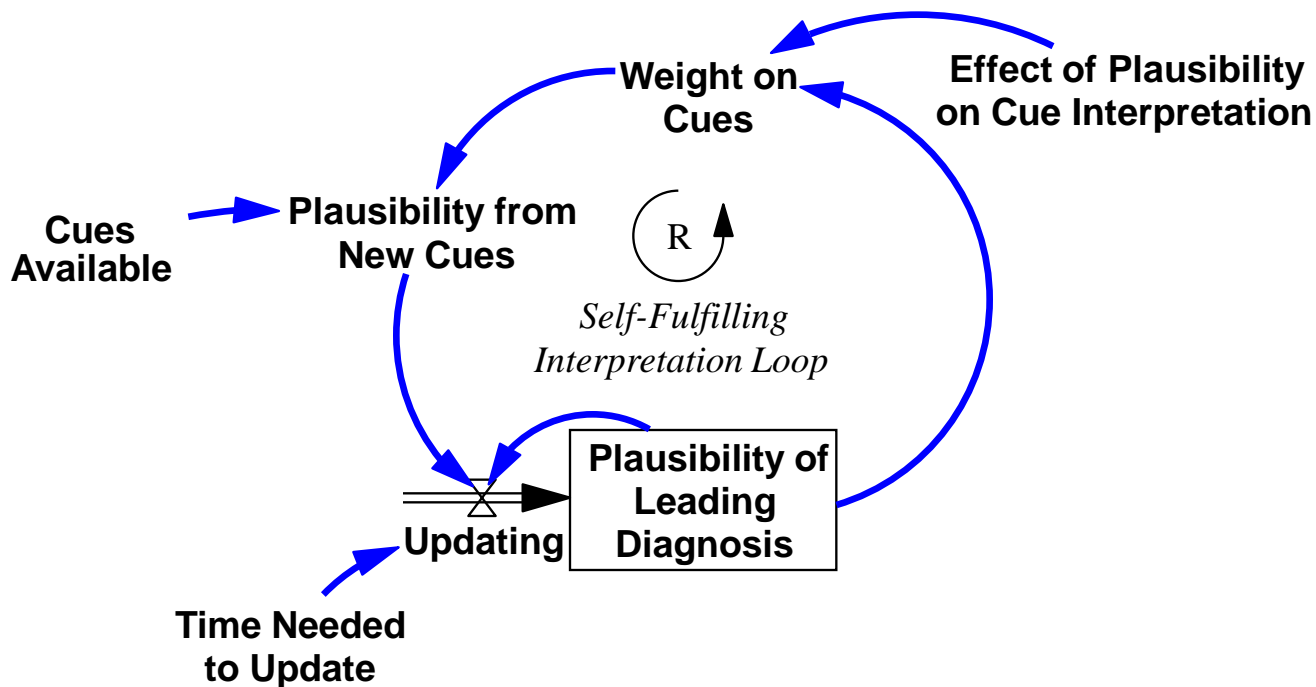 Weight on
Cues
Effect of Plausibility
on Cue Interpretation
Cues
Available
Plausibility from
New Cues
R
Self-Fulfilling
Interpretation Loop
Plausibility of
Leading
Diagnosis
Updating
Time Needed
to Update